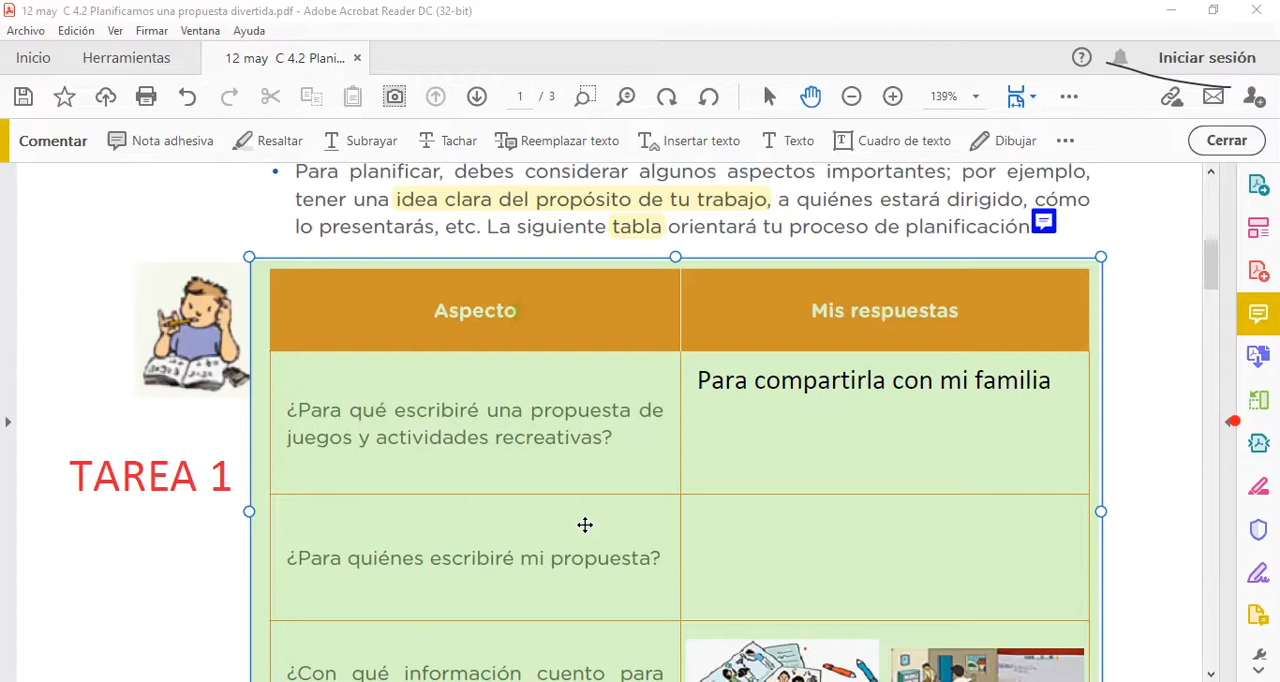 12 may C 4.2 Planificamos una propuesta divertida.pdf - Adobe Acrobat Reader DC (32-bit)
Archivo Edición Ver Firmar Ventana Ayuda
Inicio Herramientas 12 may C 4.2 Plani... × Iniciar sesión
1 / 3 139%
Comentar Nota adhesiva Resaltar Subrayar Tachar Reemplazar texto Insertar texto Texto Cuadro de texto Dibujar Cerrar
• Para planificar, debes considerar algunos aspectos importantes; por ejemplo,
tener una idea clara del propósito de tu trabajo, a quiénes estará dirigido, cómo
lo presentarás, etc. La siguiente tabla orientará tu proceso de planificación
Aspecto Mis respuestas
Para compartirla con mi familia
¿Para qué escribiré una propuesta de
juegos y actividades recreativas?
TAREA 1
¿Para quiénes escribiré mi propuesta?
¿Con qué información cuento para